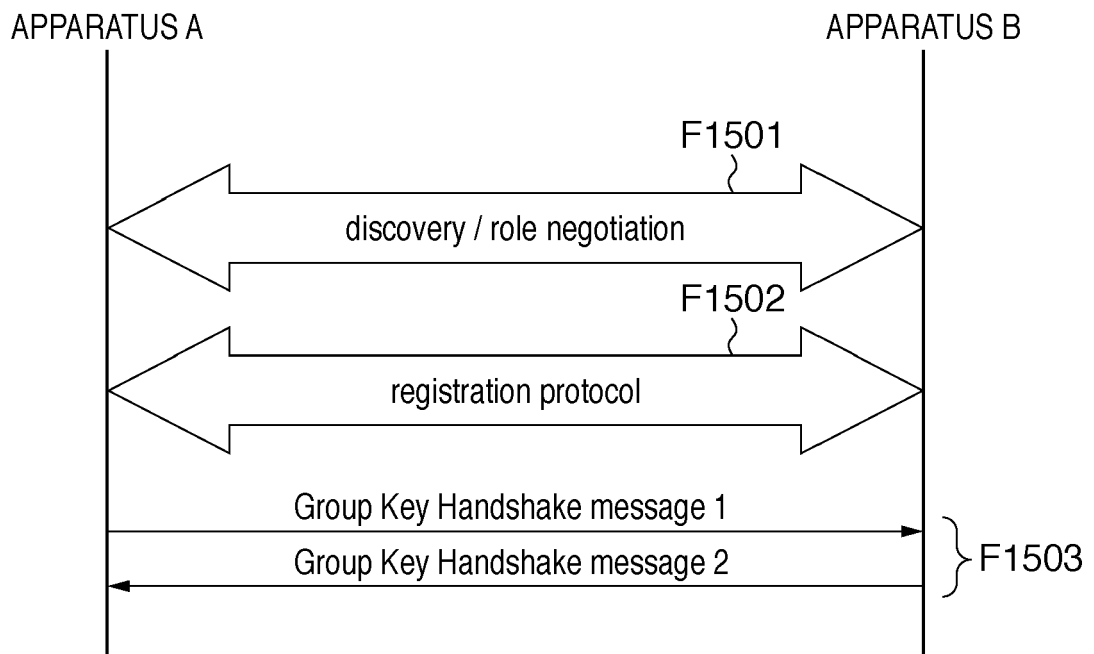 APPARATUS A
APPARATUS B
F1501
discovery / role negotiation
F1502
registration protocol
Group Key Handshake message 1
Group Key Handshake message 2
F1503